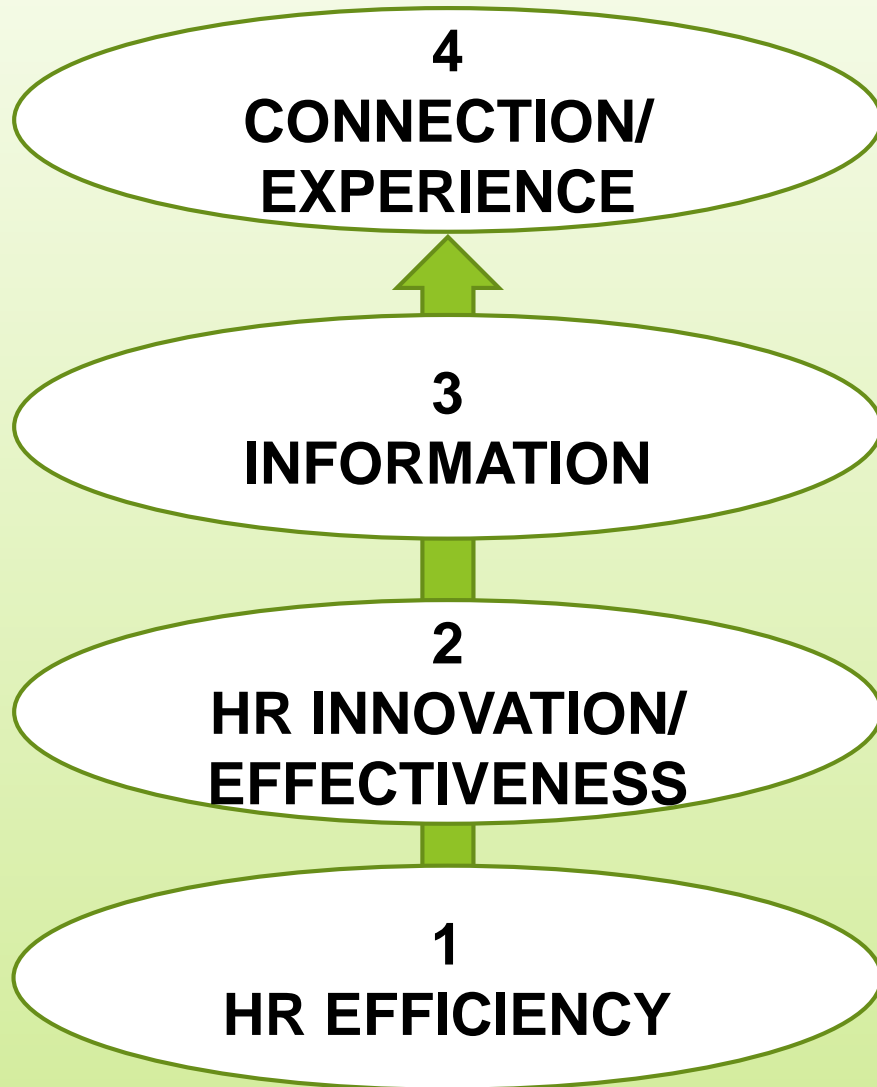 4
CONNECTION/
EXPERIENCE
3
INFORMATION
2
HR INNOVATION/
EFFECTIVENESS
1
HR EFFICIENCY